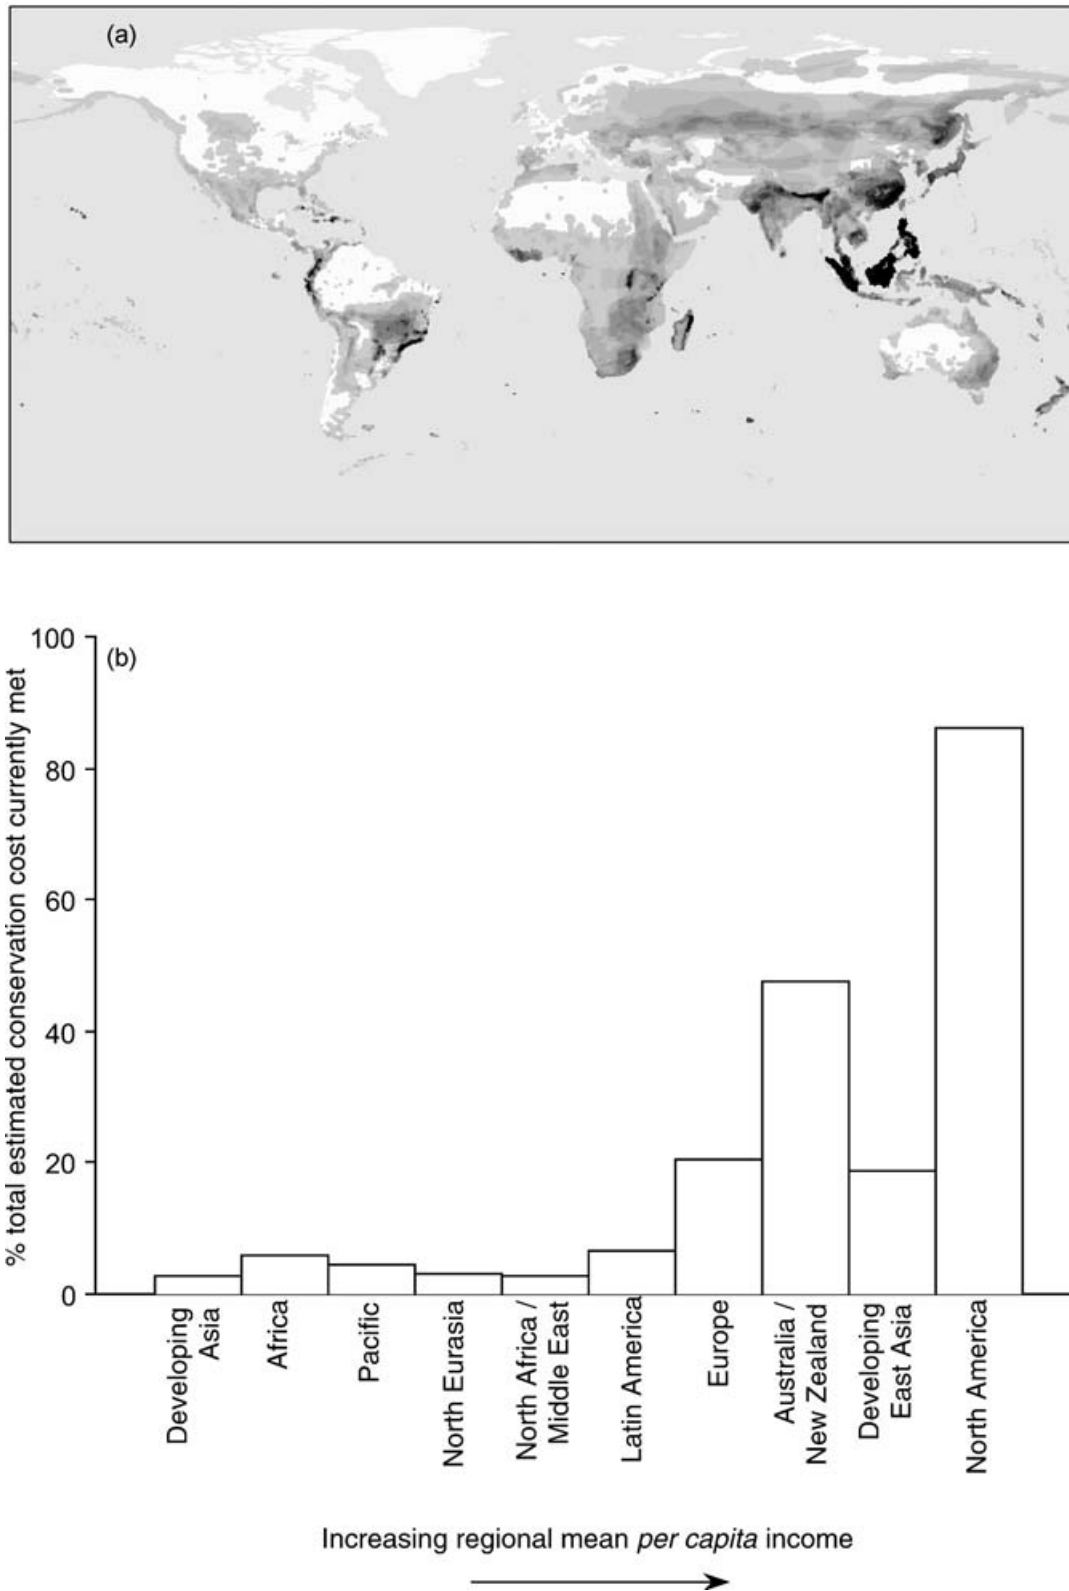 (a)
(b)
% total estimated conservation cost currently met
100
80
60
40
20
0
Developing
Asia
Africa
Pacific
North Eurasia
North Africa /
Middle East
Latin America
Europe
Australia /
New Zealand
Developing
East Asia
North America
Increasing regional mean per capita income